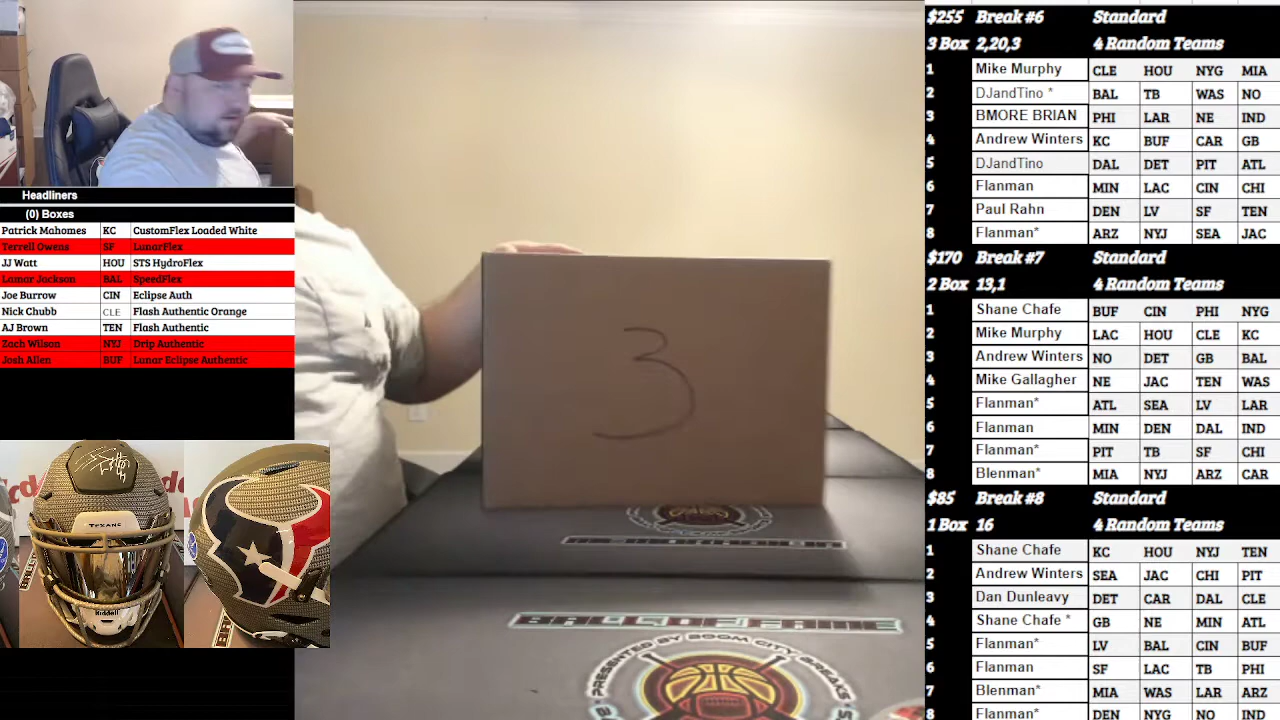 $255 Break #6 Standard
3 Box 2,20,3 4 Random Teams
1 Mike Murphy CLE HOU NYG MIA
2 DJandTino * BAL TB WAS NO
3 BMORE BRIAN PHI LAR NE IND
4 Andrew Winters KC BUF CAR GB
5 DJandTino DAL DET PIT ATL
6 Flanman MIN LAC CIN CHI
7 Paul Rahn DEN LV SF TEN
8 Flanman* ARZ NYJ SEA JAC
$170 Break #7 Standard
2 Box 13,1 4 Random Teams
1 Shane Chafe BUF CIN PHI NYG
2 Mike Murphy LAC HOU CLE KC
3 Andrew Winters NO DET GB BAL
4 Mike Gallagher NE JAC TEN WAS
5 Flanman* ATL SEA LV LAR
6 Flanman MIN DEN DAL IND
7 Flanman* PIT TB SF CHI
8 Blenman* MIA NYJ ARZ CAR
$85 Break #8 Standard
1 Box 16 4 Random Teams
1 Shane Chafe KC HOU NYJ TEN
2 Andrew Winters SEA JAC CHI PIT
3 Dan Dunleavy DET CAR DAL CLE
4 Shane Chafe * GB NE MIN ATL
5 Flanman* LV BAL CIN BUF
6 Flanman SF LAC TB PHI
7 Blenman* MIA WAS LAR ARZ
8 Flanman* DEN NYG NO IND
Headliners
(0) Boxes
Patrick Mahomes KC CustomFlex Loaded White
Terrell Owens SF LunarFlex
JJ Watt HOU STS HydroFlex
Lamar Jackson BAL SpeedFlex
Joe Burrow CIN Eclipse Auth
Nick Chubb CLE Flash Authentic Orange
AJ Brown TEN Flash Authentic
Zach Wilson NYJ Drip Authentic
Josh Allen BUF Lunar Eclipse Authentic
TEXANS
Riddell
3
BALLOFFAME
PRESENTED BY BOOM CITY BREAKS